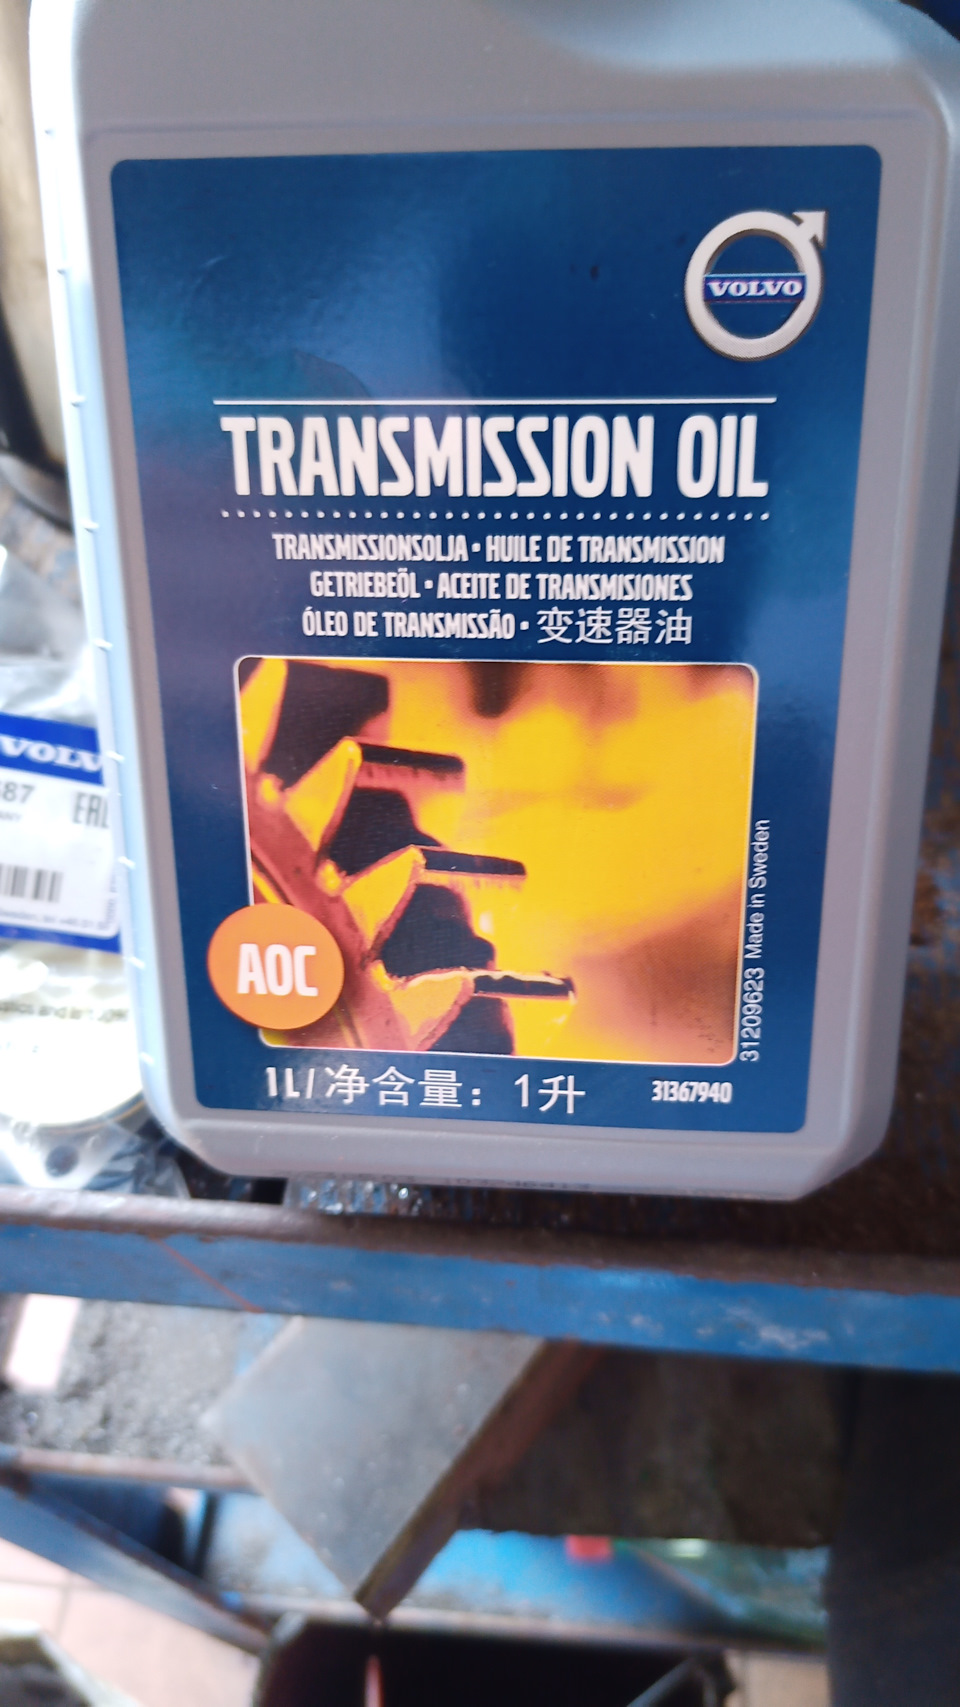 VOLVO
TRANSMISSION OIL
TRANSMISSIONSOLJA • HUILE DE TRANSMISSION
GETRIEBEÖL • ACEITE DE TRANSMISIONES
ÓLEO DE TRANSMISSÃO • 变速器油
AOC
31209623 Made in Sweden
1L/净含量：1升
31367940
VOLV
87